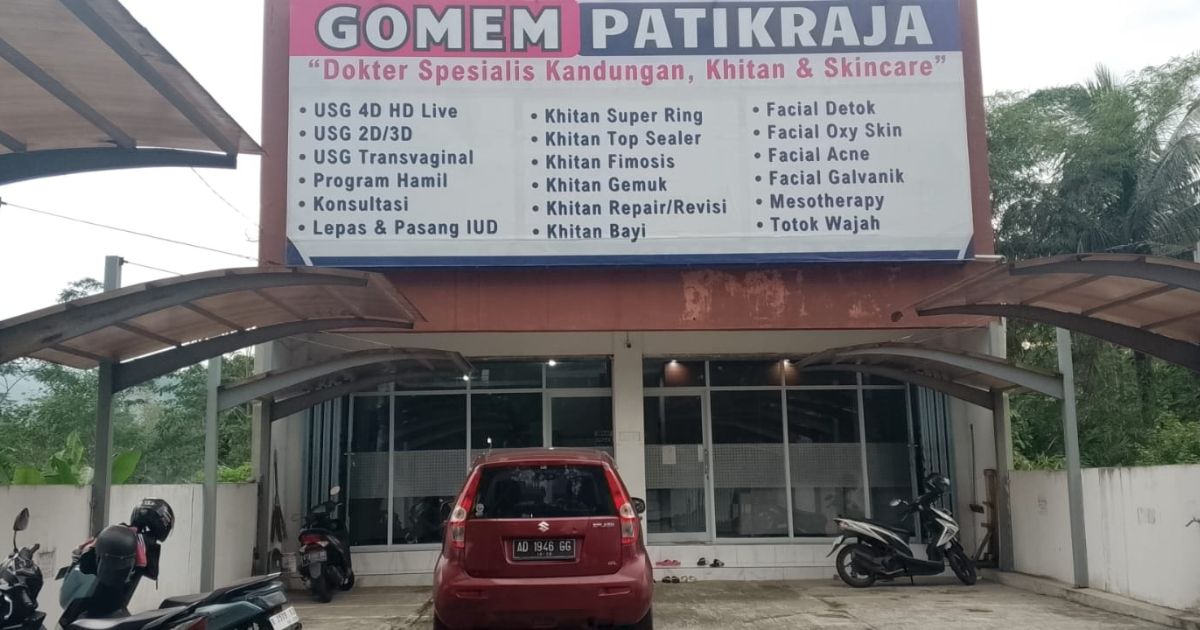 GOMEM PATIKRAJA
“Dokter Spesialis Kandungan, Khitan & Skincare”
• USG 4D HD Live
• USG 2D/3D
• USG Transvaginal
• Program Hamil
• Konsultasi
• Lepas & Pasang IUD
• Khitan Super Ring
• Khitan Top Sealer
• Khitan Fimosis
• Khitan Gemuk
• Khitan Repair/Revisi
• Khitan Bayi
• Facial Detok
• Facial Oxy Skin
• Facial Acne
• Facial Galvanik
• Mesotherapy
• Totok Wajah
AD 1946 GG